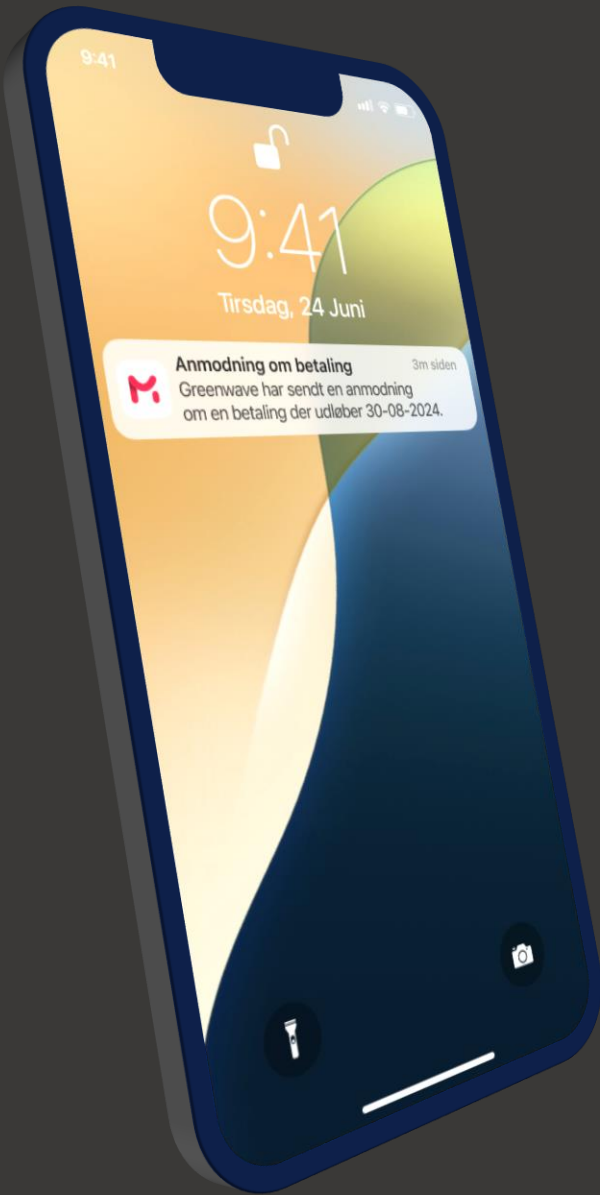 9:41
9:41
Tirsdag, 24 Juni
Anmodning om betaling
3m siden
Greenwave har sendt en anmodning
om en betaling der udløber 30-08-2024.